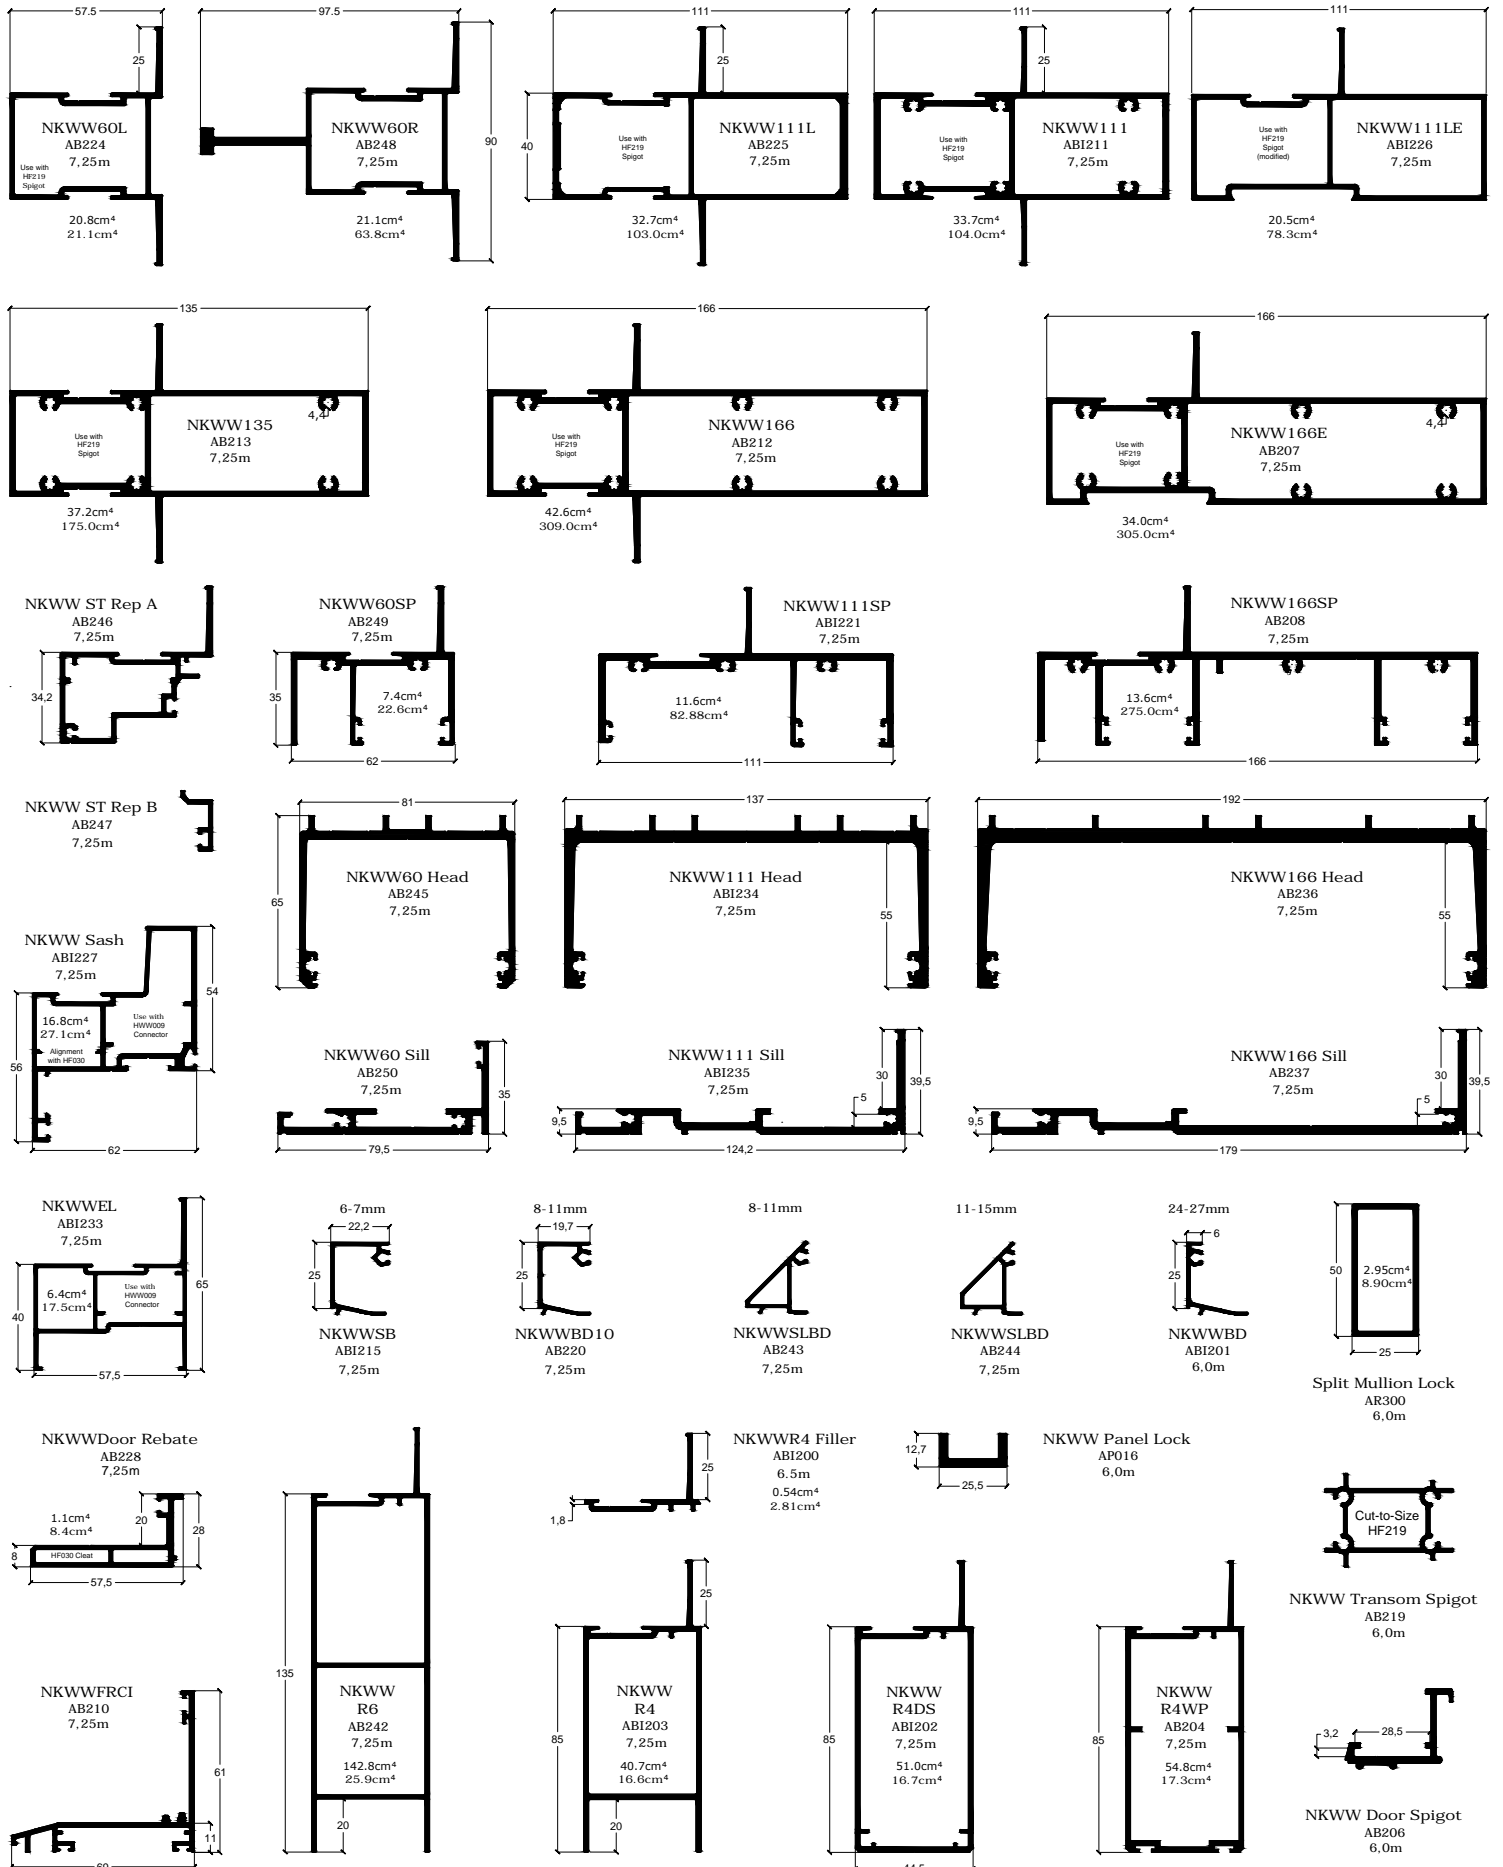 57.5
97.5
111
111
111
25
25
25
NKWW60L
AB224
7,25m
Use with
HF219
Spigot
20.8cm⁴
21.1cm⁴
NKWW60R
AB248
7,25m
90
21.1cm⁴
63.8cm⁴
40
Use with
HF219
Spigot
NKWW111L
AB225
7,25m
32.7cm⁴
103.0cm⁴
Use with
HF219
Spigot
NKWW111
ABI211
7,25m
33.7cm⁴
104.0cm⁴
Use with
HF219
Spigot
(modified)
NKWW111LE
ABI226
7,25m
20.5cm⁴
78.3cm⁴
135
166
166
Use with
HF219
Spigot
NKWW135
AB213
7,25m
4,4
37.2cm⁴
175.0cm⁴
Use with
HF219
Spigot
NKWW166
AB212
7,25m
42.6cm⁴
309.0cm⁴
Use with
HF219
Spigot
NKWW166E
AB207
7,25m
4,4
34.0cm⁴
305.0cm⁴
NKWW ST Rep A
AB246
7,25m
34,2
NKWW60SP
AB249
7,25m
35
7.4cm⁴
22.6cm⁴
62
NKWW111SP
ABI221
7,25m
11.6cm⁴
82.88cm⁴
111
NKWW166SP
AB208
7,25m
13.6cm⁴
275.0cm⁴
166
NKWW ST Rep B
AB247
7,25m
81
65
NKWW60 Head
AB245
7,25m
137
NKWW111 Head
ABI234
7,25m
55
192
NKWW166 Head
AB236
7,25m
55
NKWW Sash
ABI227
7,25m
54
16.8cm⁴
27.1cm⁴
Alignment
with HF030
Use with
HWW009
Connector
56
62
NKWW60 Sill
AB250
7,25m
35
79,5
NKWW111 Sill
ABI235
7,25m
30
39,5
5
9,5
124,2
NKWW166 Sill
AB237
7,25m
30
39,5
5
9,5
179
NKWWEL
ABI233
7,25m
65
40
6.4cm⁴
17.5cm⁴
Use with
HWW009
Connector
57,5
6-7mm
22,2
25
NKWWSB
ABI215
7,25m
8-11mm
19,7
25
NKWWBD10
AB220
7,25m
8-11mm
NKWWSLBD
AB243
7,25m
11-15mm
NKWWSLBD
AB244
7,25m
24-27mm
6
25
NKWWBD
ABI201
6,0m
50
2.95cm⁴
8.90cm⁴
25
Split Mullion Lock
AR300
6,0m
NKWWDoor Rebate
AB228
7,25m
1.1cm⁴
8.4cm⁴
20
28
8
HF030 Cleat
57,5
135
NKWW
R6
AB242
7,25m
142.8cm⁴
25.9cm⁴
20
NKWWR4 Filler
ABI200
6.5m
0.54cm⁴
2.81cm⁴
25
1,8
12,7
25,5
NKWW Panel Lock
AP016
6,0m
Cut-to-Size
HF219
NKWW Transom Spigot
AB219
6,0m
NKWWFRCI
AB210
7,25m
61
11
25
85
NKWW
R4
ABI203
7,25m
40.7cm⁴
16.6cm⁴
20
85
NKWW
R4DS
ABI202
7,25m
51.0cm⁴
16.7cm⁴
85
NKWW
R4WP
AB204
7,25m
54.8cm⁴
17.3cm⁴
3,2
28,5
NKWW Door Spigot
AB206
6,0m